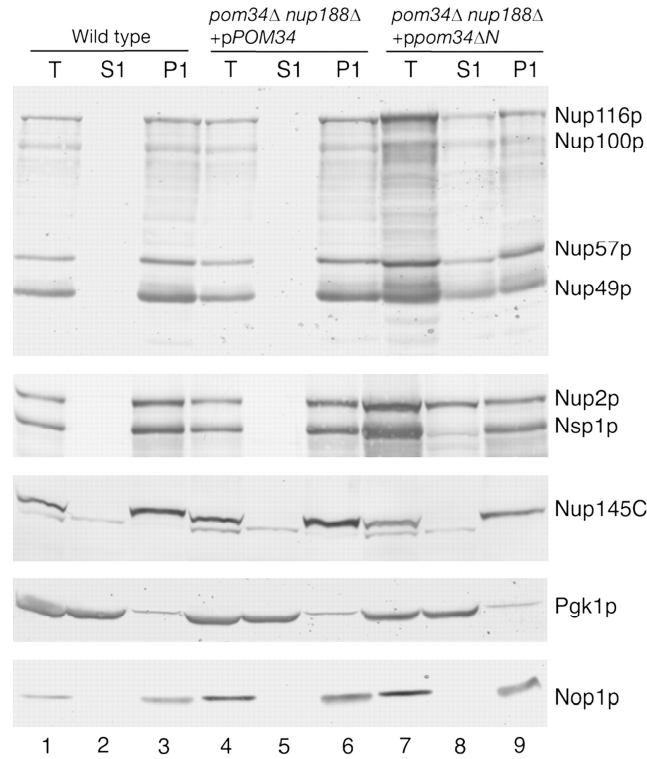 Wild type
pom34Δ nup188Δ
+pPOM34
pom34Δ nup188Δ
+ppom34ΔN
T S1 P1 T S1 P1 T S1 P1
Nup116p
Nup100p
Nup57p
Nup49p
Nup2p
Nsp1p
Nup145C
Pgk1p
Nop1p
1 2 3 4 5 6 7 8 9